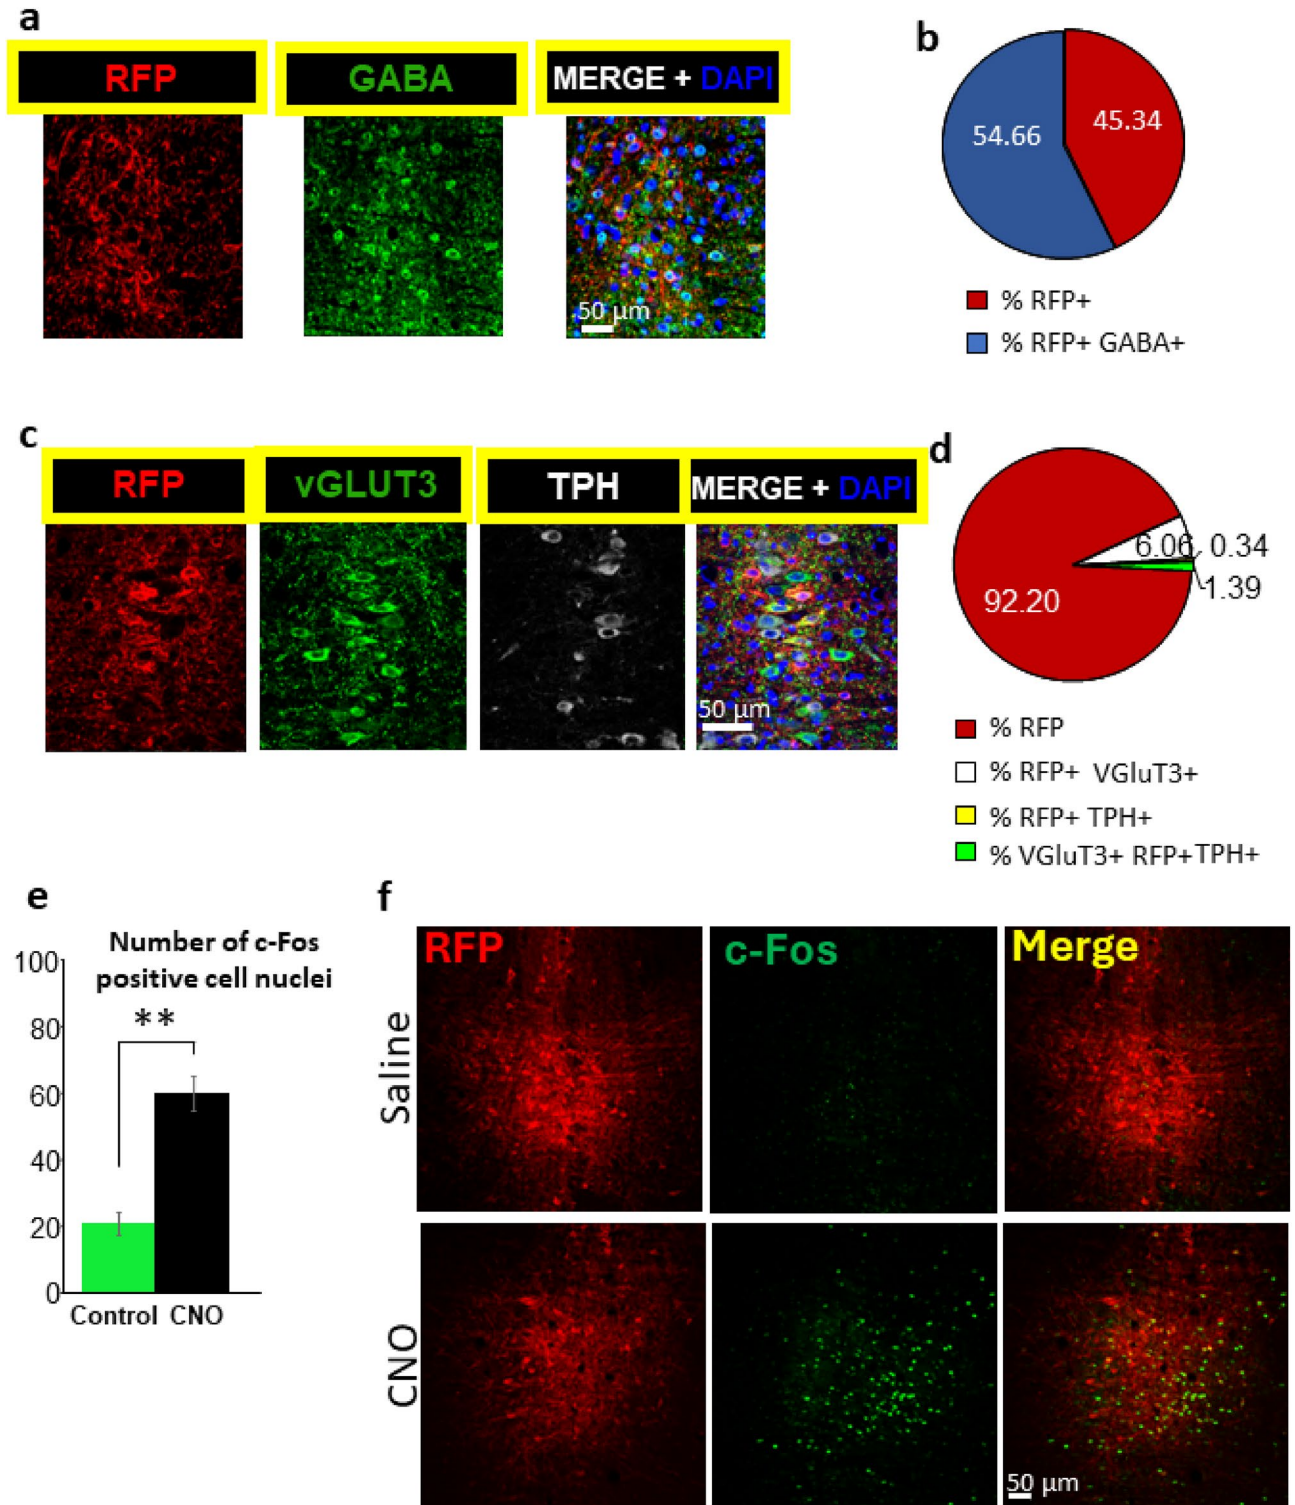 a
RFP
GABA
MERGE + DAPI
50 µm
b
54.66
45.34
% RFP+
% RFP+ GABA+
c
RFP
vGLUT3
TPH
MERGE + DAPI
50 µm
d
6.06
0.34
1.39
92.20
% RFP
% RFP+ VGluT3+
% RFP+ TPH+
% VGluT3+ RFP+TPH+
e
Number of c-Fos
positive cell nuclei
**
100
80
60
40
20
0
Control CNO
f
RFP
c-Fos
Merge
Saline
CNO
50 µm